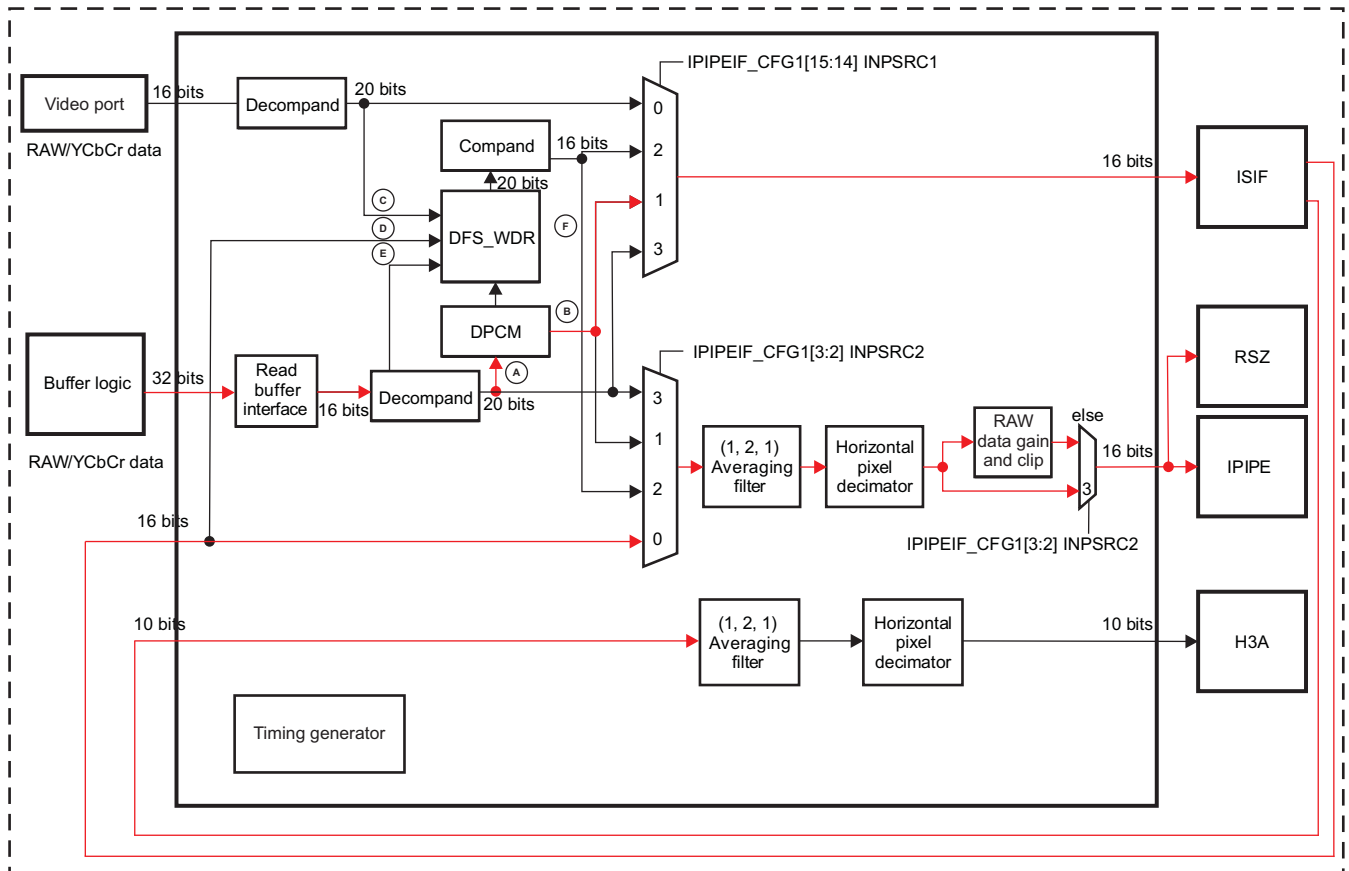 IPIPEIF_CFG1[15:14] INPSRC1
Video port
16 bits
Decompand
20 bits
0
RAW/YCbCr data
Compand
16 bits
2
16 bits
ISIF
20 bits
C
1
D
DFS_WDR
F
E
3
B
DPCM
IPIPEIF_CFG1[3:2] INPSRC2
RSZ
A
Buffer logic
32 bits
Read
buffer
interface
16 bits
Decompand
20 bits
3
RAW
data gain
and clip
else
1
(1, 2, 1)
Averaging
filter
Horizontal
pixel
decimator
16 bits
IPIPE
RAW/YCbCr data
2
3
16 bits
0
IPIPEIF_CFG1[3:2] INPSRC2
10 bits
(1, 2, 1)
Averaging
filter
Horizontal
pixel
decimator
10 bits
H3A
Timing generator